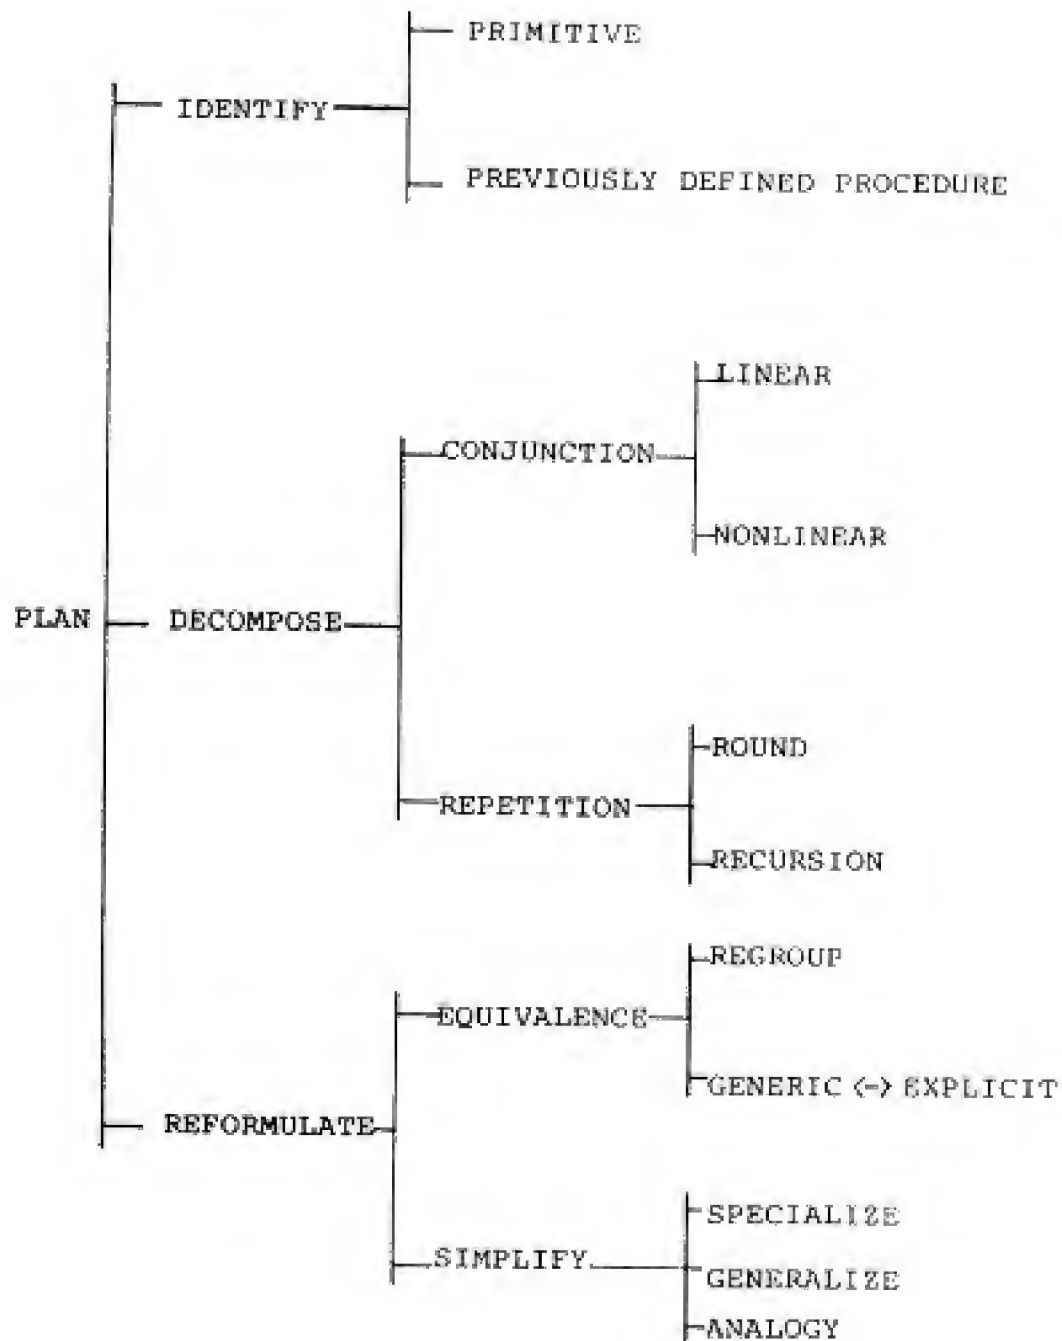 PRIMITIVE
IDENTIFY
PREVIOUSLY DEFINED PROCEDURE
LINEAR
CONJUNCTION
NONLINEAR
PLAN DECOMPOSE
ROUND
REPETITION
RECURSION
REGROUP
EQUIVALENCE
GENERIC <-> EXPLICIT
REFORMULATE
SPECIALIZE
SIMPLIFY
GENERALIZE
ANALOGY